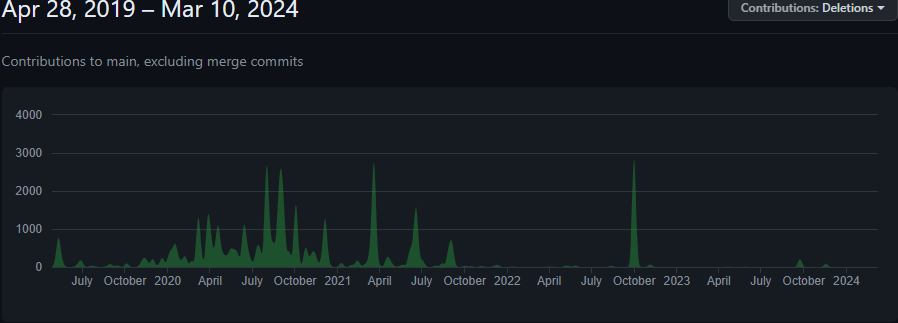 Apr 28, 2019 – Mar 10, 2024
Contributions: Deletions
Contributions to main, excluding merge commits
4000
3000
2000
1000
0
July October 2020 April July October 2021 April July October 2022 April July October 2023 April July October 2024